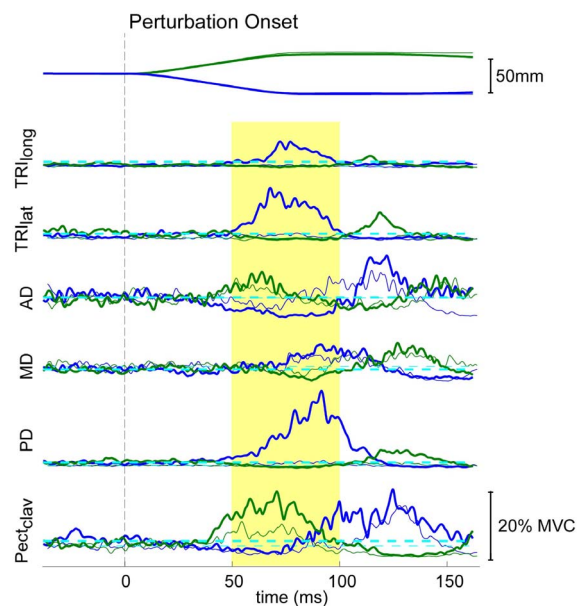 Perturbation Onset
50mm
TRIlong
TRIlat
AD
MD
PD
Pectclav
20% MVC
0 50 100 150
time (ms)